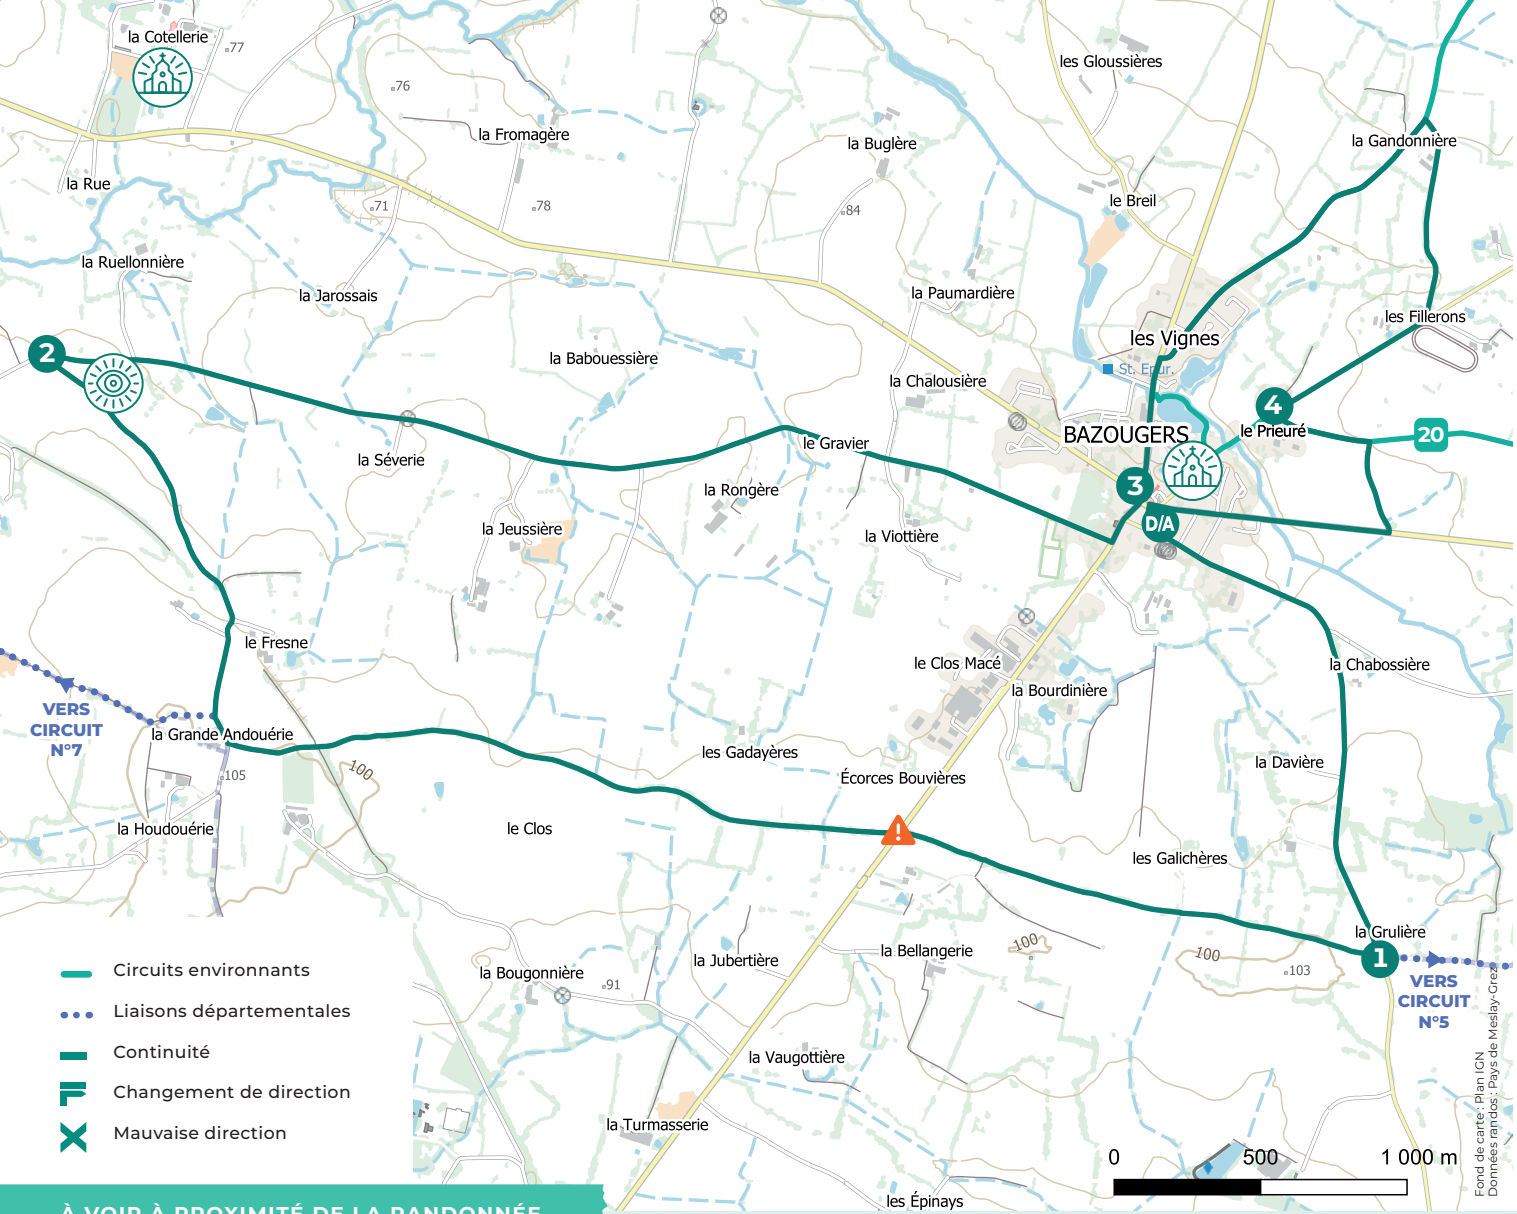 la Cotellerie
77
les Gloussières
76
la Fromagère
la Buglère
la Gandonnière
la Rue
71
78
84
le Breil
la Ruellonnière
la Jarossais
la Paumardière
les Fillerons
les Vignes
2
la Babouessière
St. Epur.
la Chalousière
4
le Prieuré
20
BAZOUGERS
le Gravier
la Séverie
3
la Rongère
D/A
la Jeussière
la Viottière
le Fresne
le Clos Macé
la Chabossière
la Bourdinière
VERS
CIRCUIT
N°7
la Grande Andouérie
les Gadayères
la Davière
105
100
Écorces Bouvières
la Houdouérie
le Clos
les Galichères
la Grulière
100
la Bellangerie
100
1
la Jubertière
103
la Bougonnière
91
VERS
CIRCUIT
N°5
la Vaugottière
la Turmasserie
les Épinays
Circuits environnants
Liaisons départementales
Continuité
Changement de direction
Mauvaise direction
0 500 1 000 m
Fond de carte : Plan IGN
Données randos : Pays de Meslay-Grez
À VOIR À PROXIMITÉ DE LA RANDONNÉE